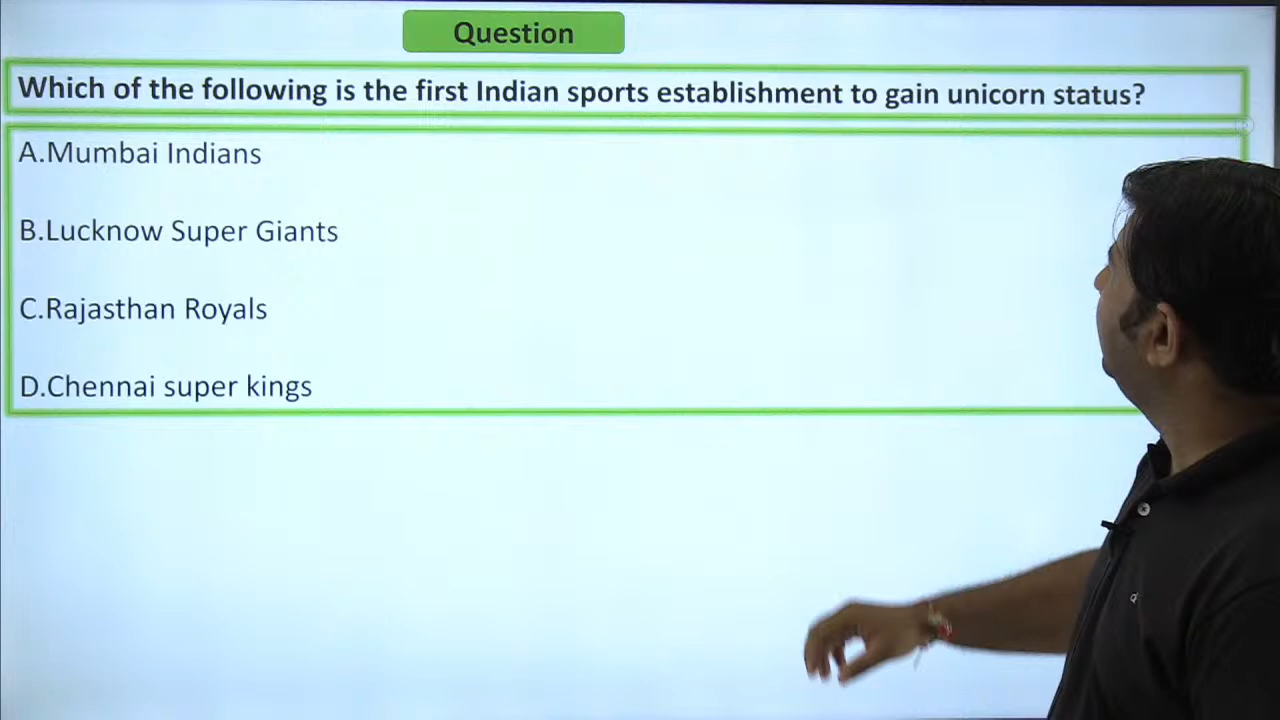 Question
Which of the following is the first Indian sports establishment to gain unicorn status?
A.Mumbai Indians
B.Lucknow Super Giants
C.Rajasthan Royals
D.Chennai super kings